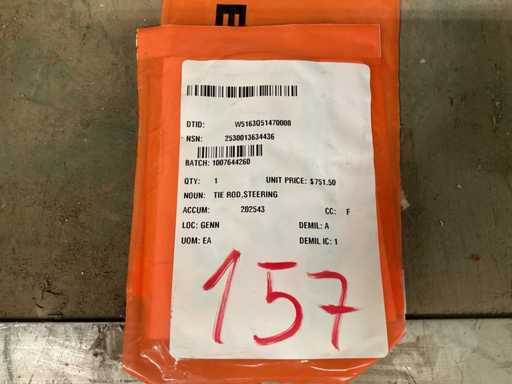 E
DTID: W5163Q51470008
NSN: 2530013634436
BATCH: 1007644260
QTY: 1 UNIT PRICE: $751.50
NOUN: TIE ROD,STEERING
ACCUM: 202543 CC: F
LOC: GENN DEMIL: A
UOM: EA DEMIL IC: 1
157